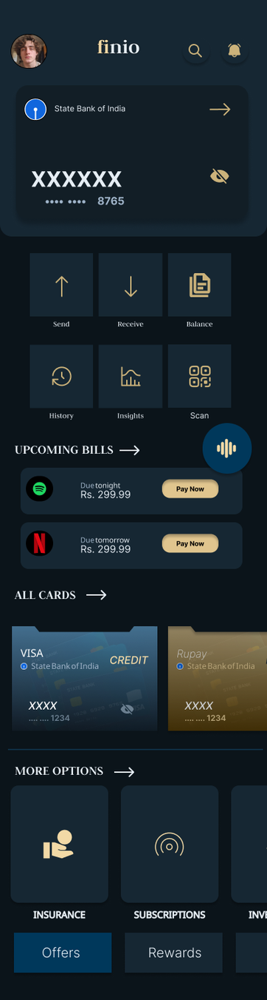 finio
State Bank of India
XXXXXX
•••• •••• 8765
Send Receive Balance
History Insights Scan
UPCOMING BILLS
Due tonight
Rs. 299.99
Pay Now
Due tomorrow
Rs. 299.99
Pay Now
ALL CARDS
VISA
State Bank of India
CREDIT
XXXX
.... .... 1234
Rupay
State Bank of India
XXXX
.... .... 1234
MORE OPTIONS
INSURANCE SUBSCRIPTIONS INVE
Offers Rewards